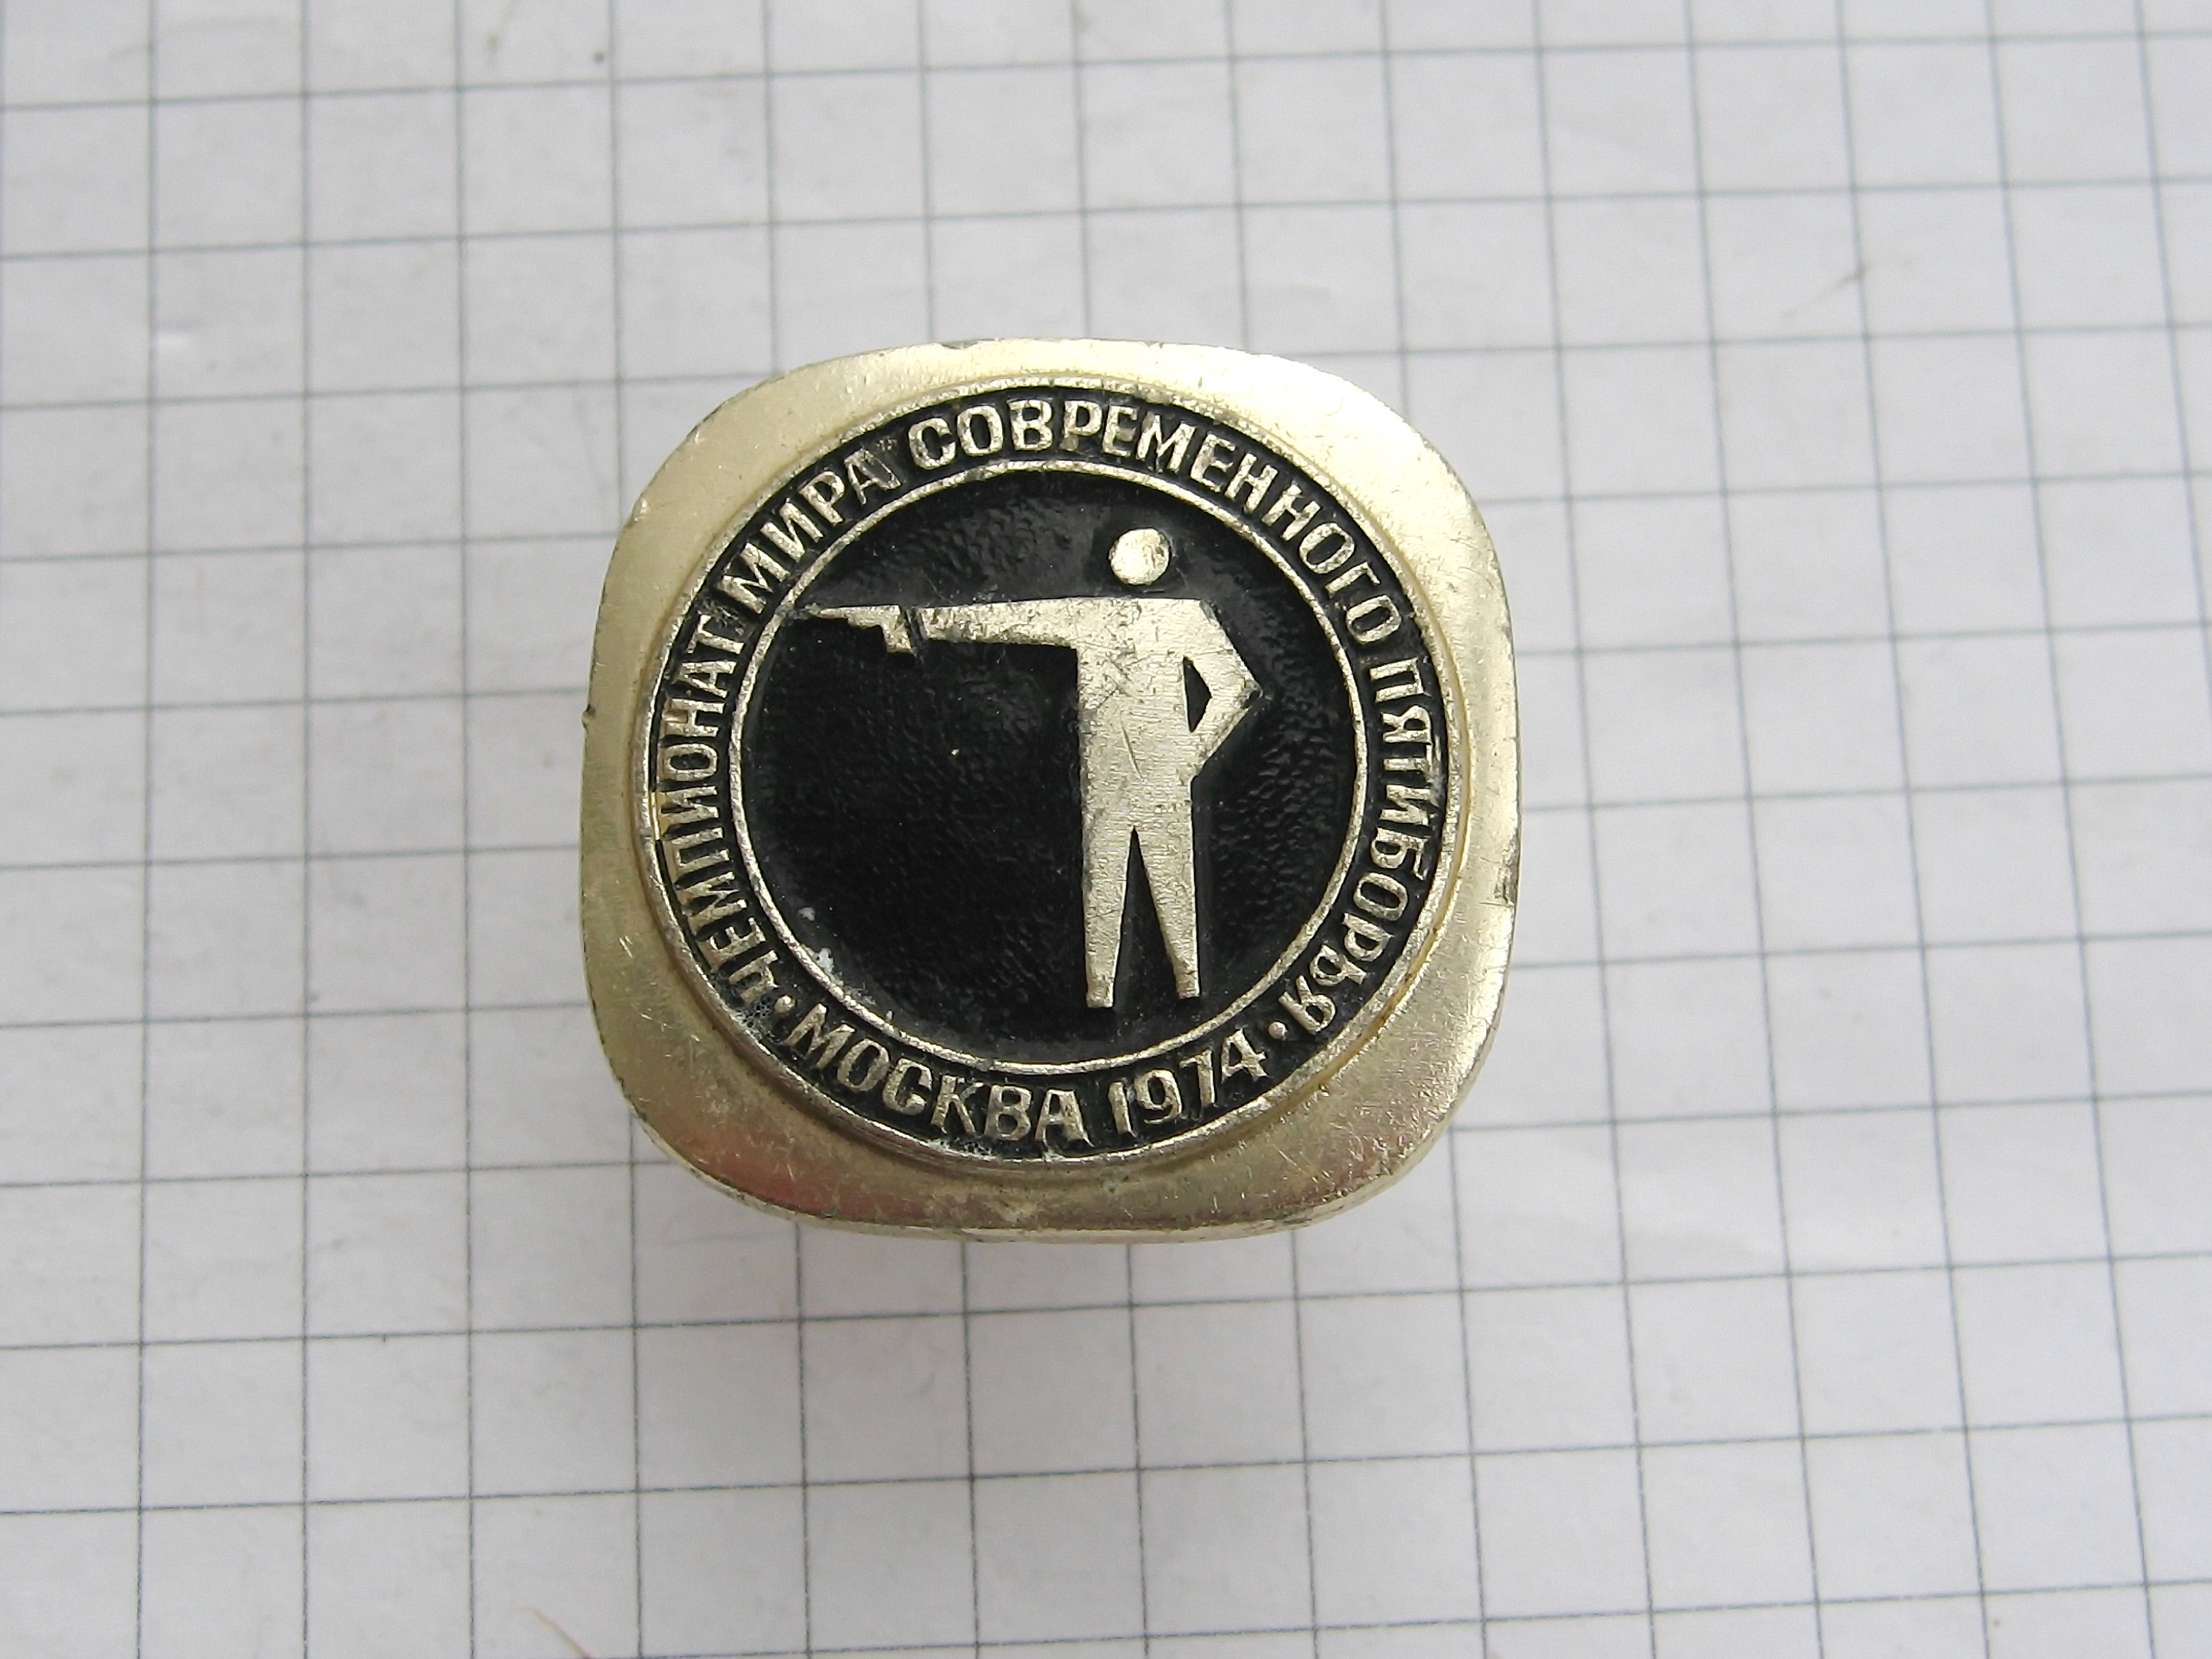 ЧЕМПИОНАТ МИРА СОВРЕМЕННОГО ПЯТИБОРЬЯ
• МОСКВА 1974 •